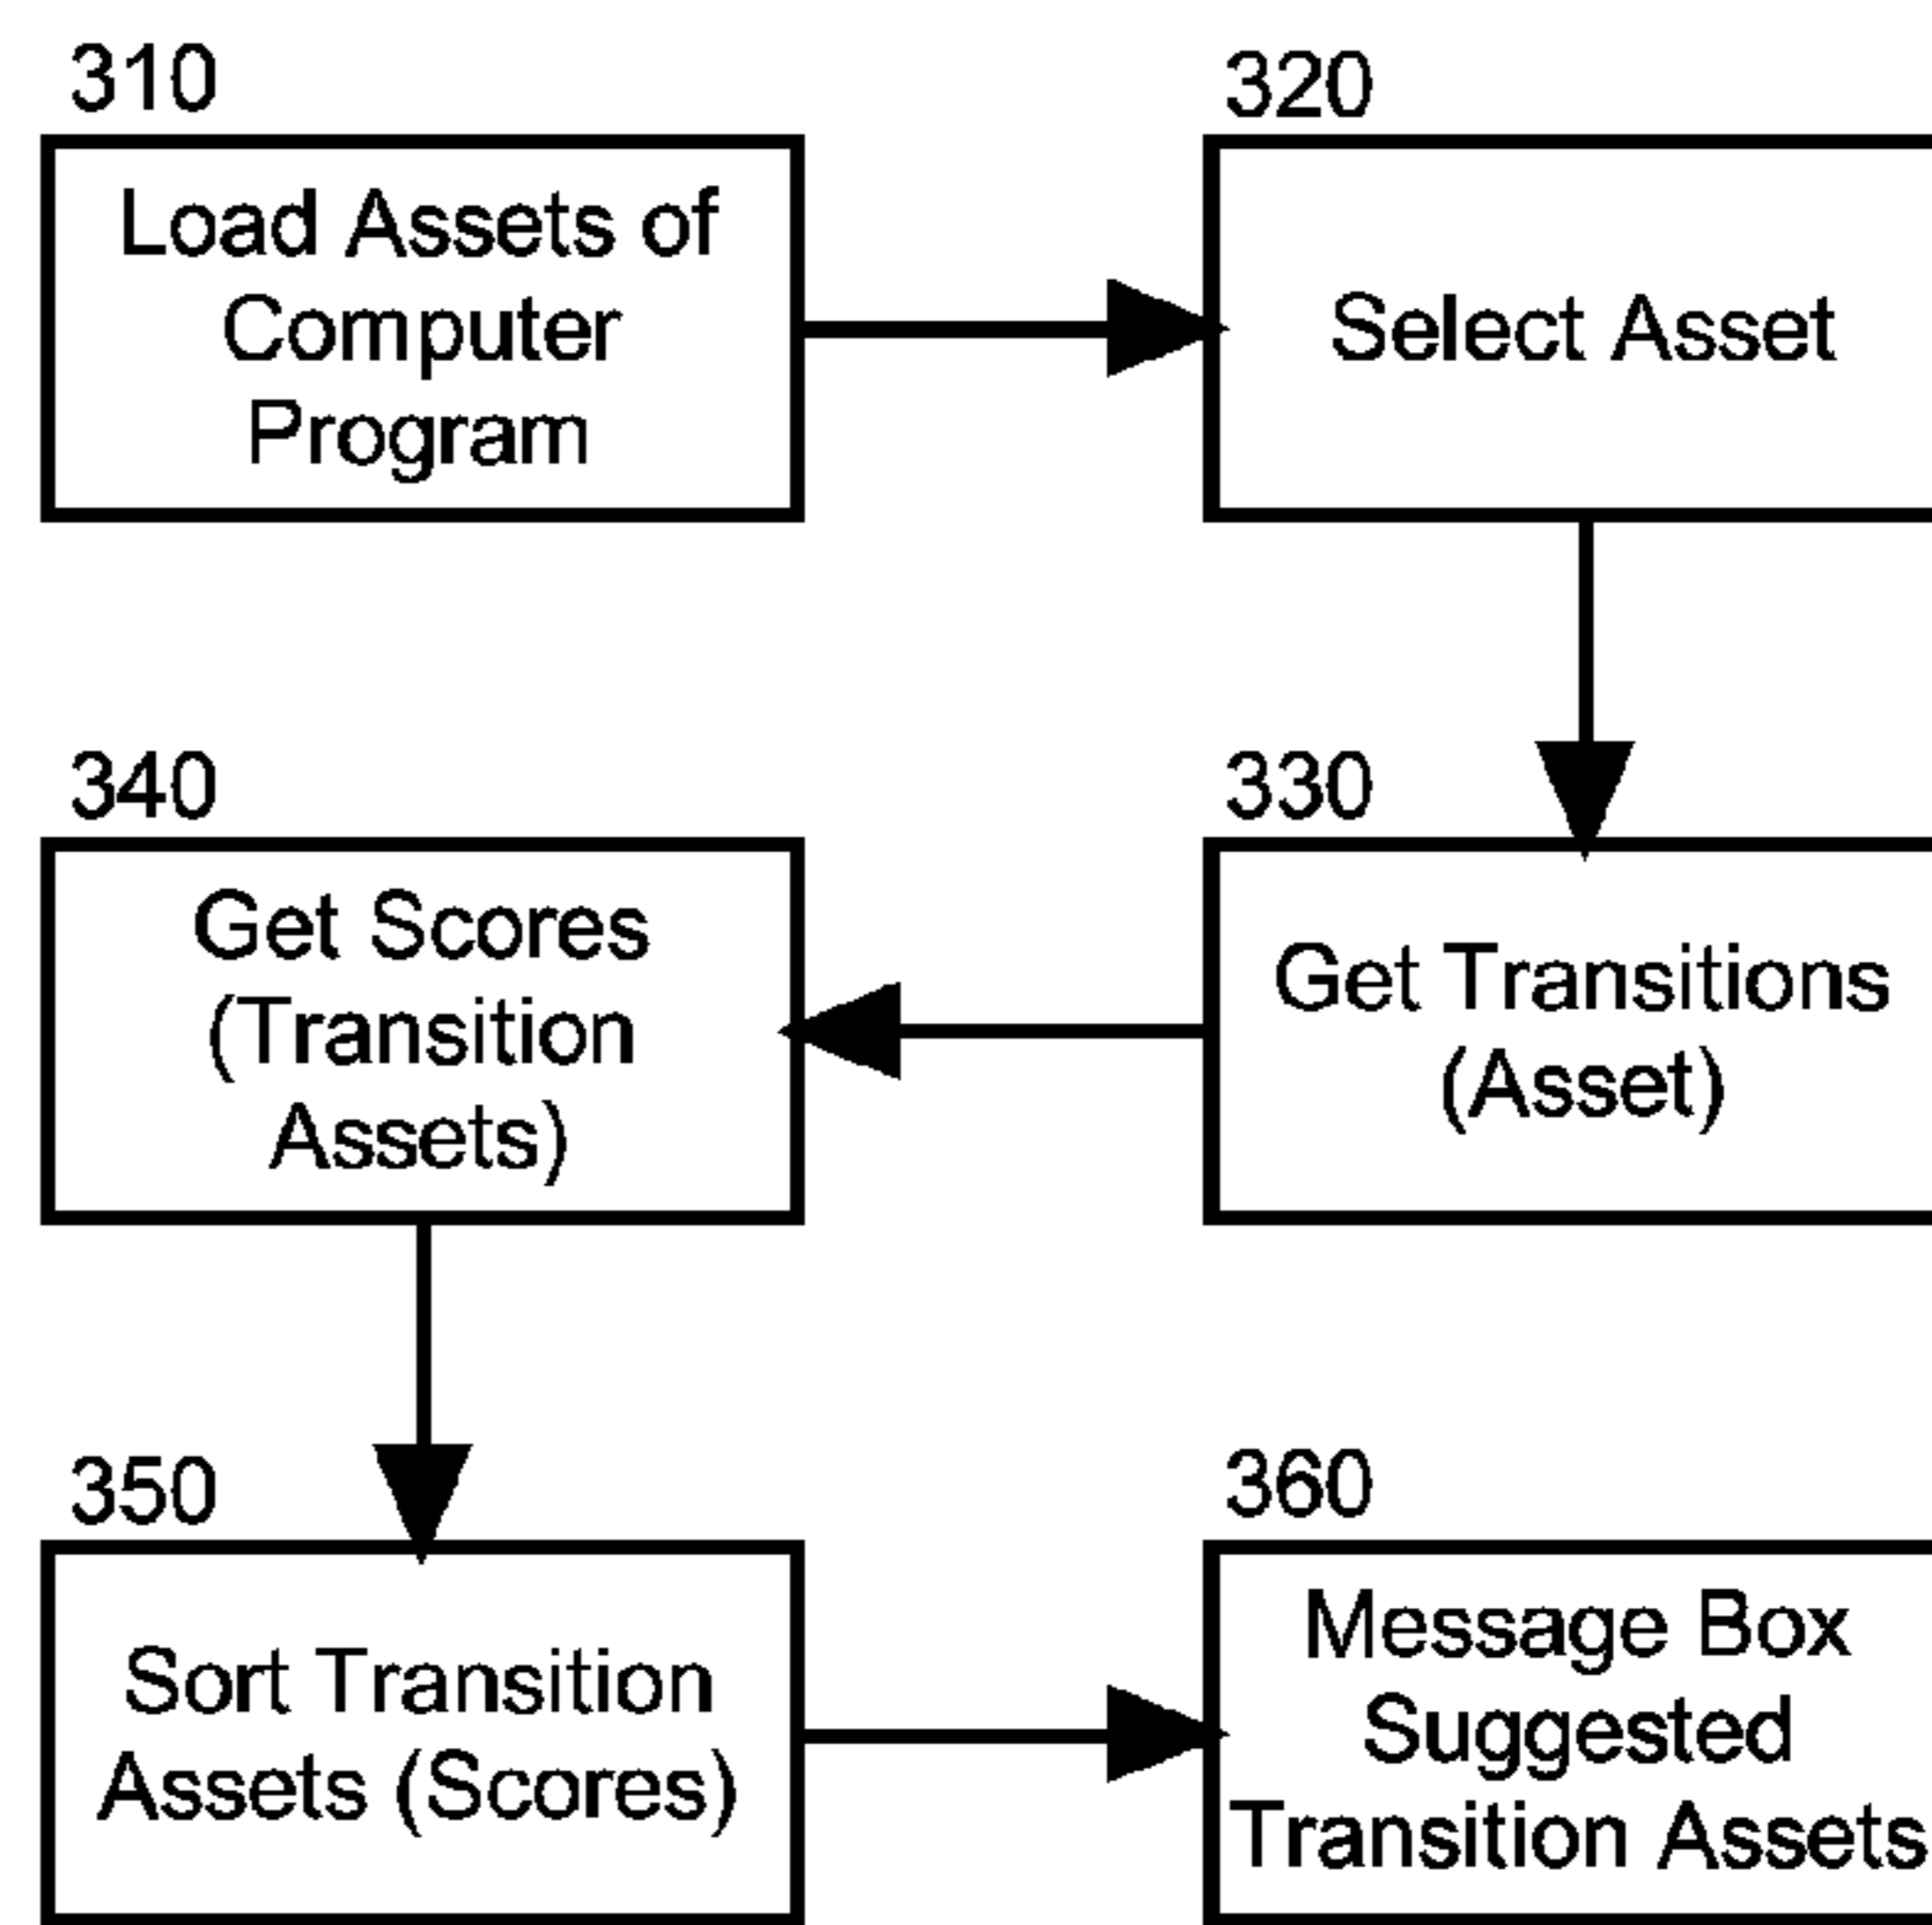 310
Load Assets of
Computer
Program
320
Select Asset
340
Get Scores
(Transition
Assets)
330
Get Transitions
(Asset)
350
Sort Transition
Assets (Scores)
360
Message Box
Suggested
Transition Assets